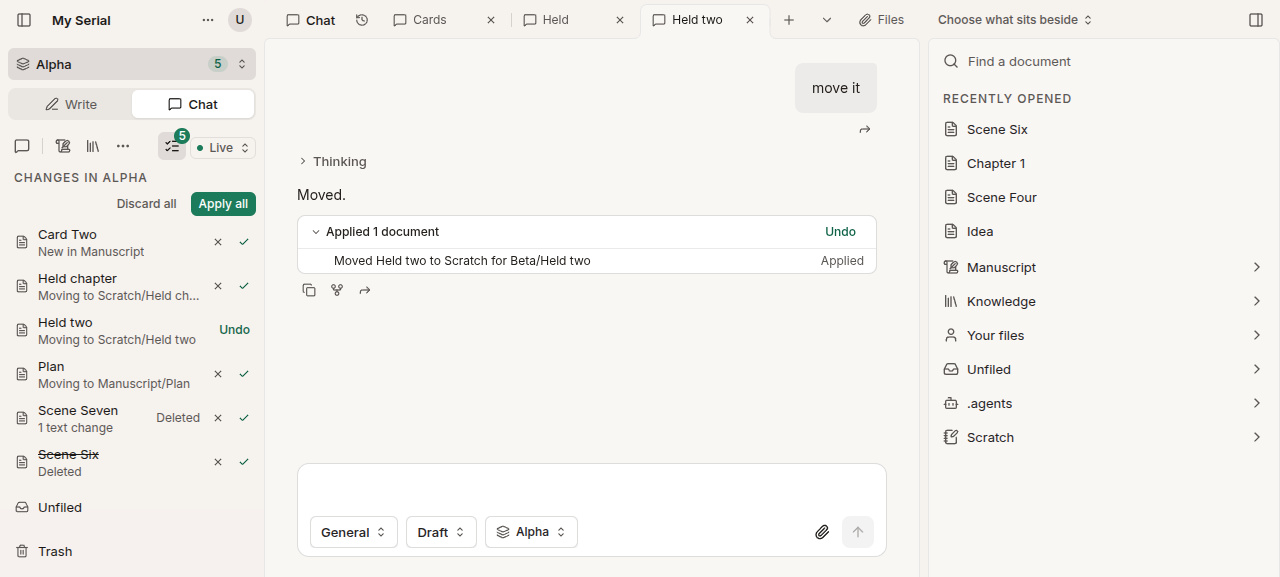 My Serial
U
Alpha
5
Write
Chat
5
Live
CHANGES IN ALPHA
Discard all
Apply all
Card Two
New in Manuscript
Held chapter
Moving to Scratch/Held ch...
Held two
Moving to Scratch/Held two
Undo
Plan
Moving to Manuscript/Plan
Scene Seven
1 text change
Deleted
Scene Six
Deleted
Unfiled
Trash
Chat
Cards
Held
Held two
Files
move it
Thinking
Moved.
Applied 1 document
Undo
Moved Held two to Scratch for Beta/Held two
Applied
General
Draft
Alpha
Choose what sits beside
Find a document
RECENTLY OPENED
Scene Six
Chapter 1
Scene Four
Idea
Manuscript
Knowledge
Your files
Unfiled
.agents
Scratch